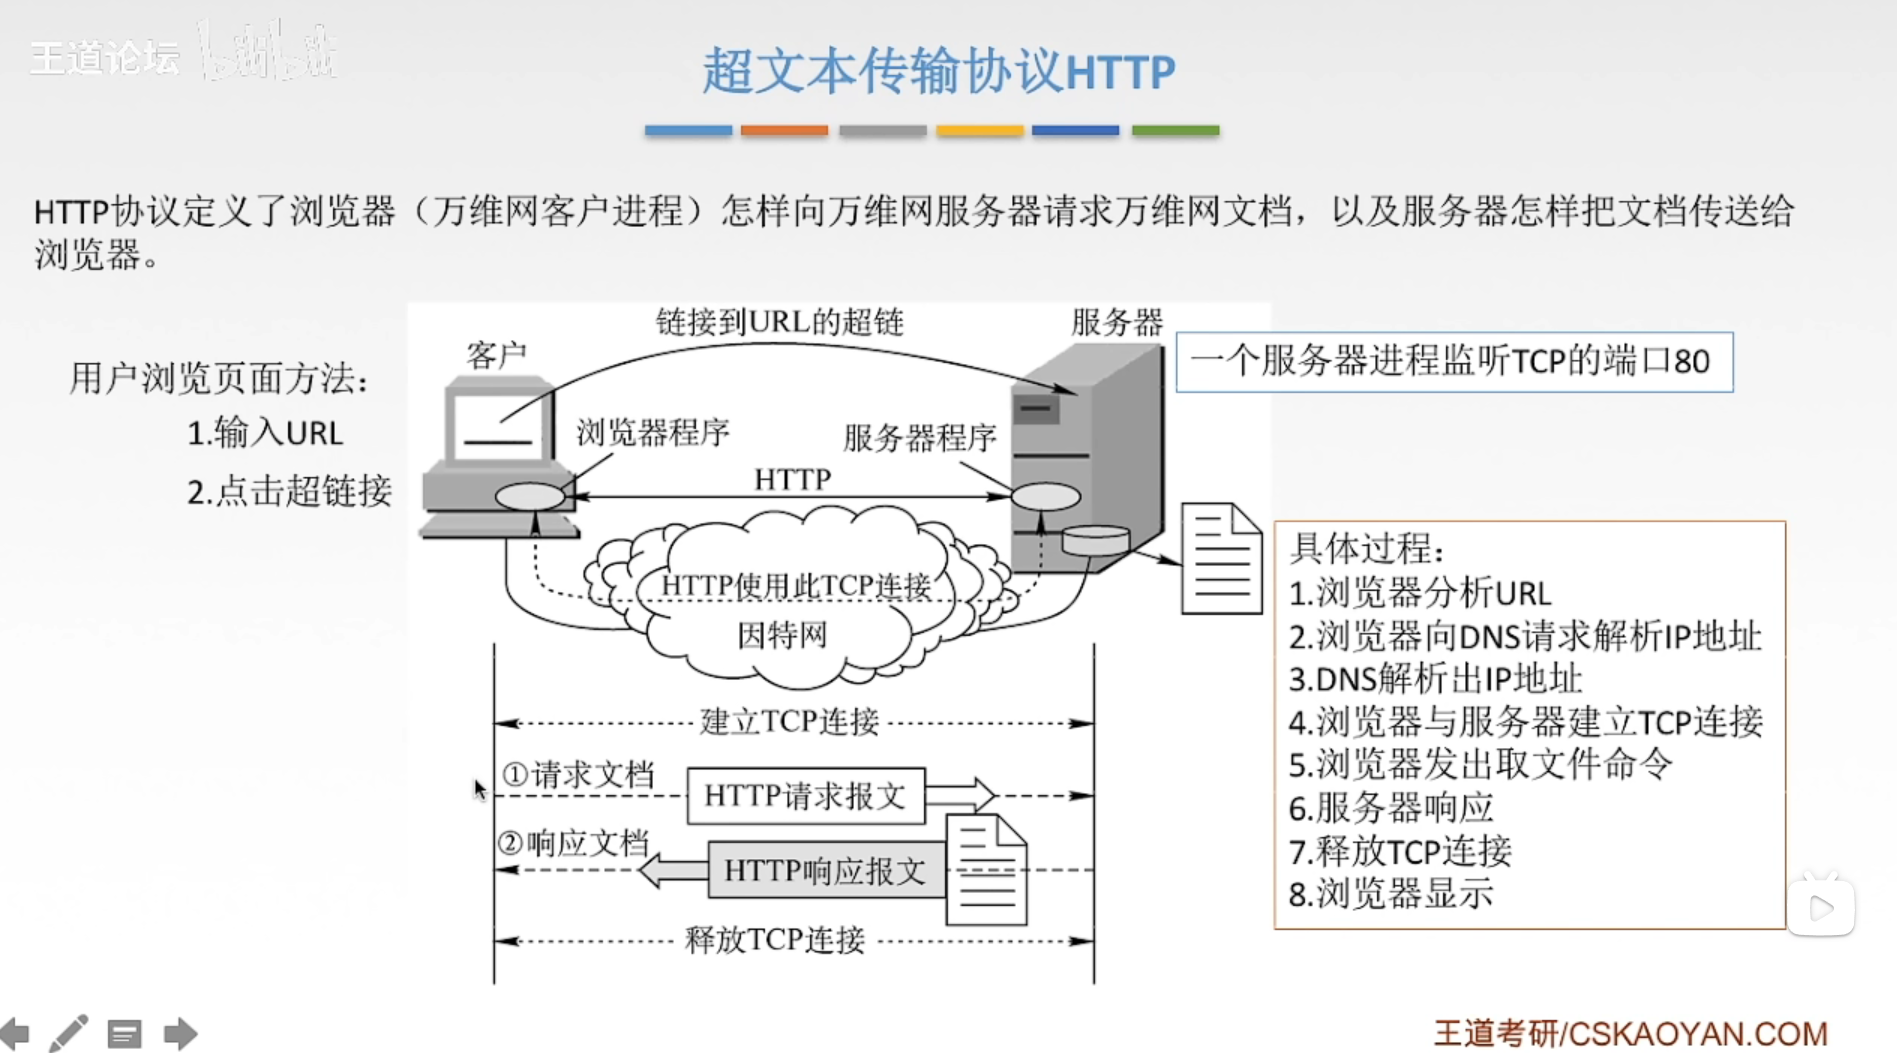 王道论坛 bilibili
超文本传输协议HTTP
HTTP协议定义了浏览器（万维网客户进程）怎样向万维网服务器请求万维网文档，以及服务器怎样把文档传送给
浏览器。
用户浏览页面方法：
1.输入URL
2.点击超链接
链接到URL的超链
客户
服务器
一个服务器进程监听TCP的端口80
浏览器程序
服务器程序
HTTP
HTTP使用此TCP连接
因特网
建立TCP连接
①请求文档
HTTP请求报文
②响应文档
HTTP响应报文
释放TCP连接
具体过程：
1.浏览器分析URL
2.浏览器向DNS请求解析IP地址
3.DNS解析出IP地址
4.浏览器与服务器建立TCP连接
5.浏览器发出取文件命令
6.服务器响应
7.释放TCP连接
8.浏览器显示
王道考研/CSKAOYAN.COM